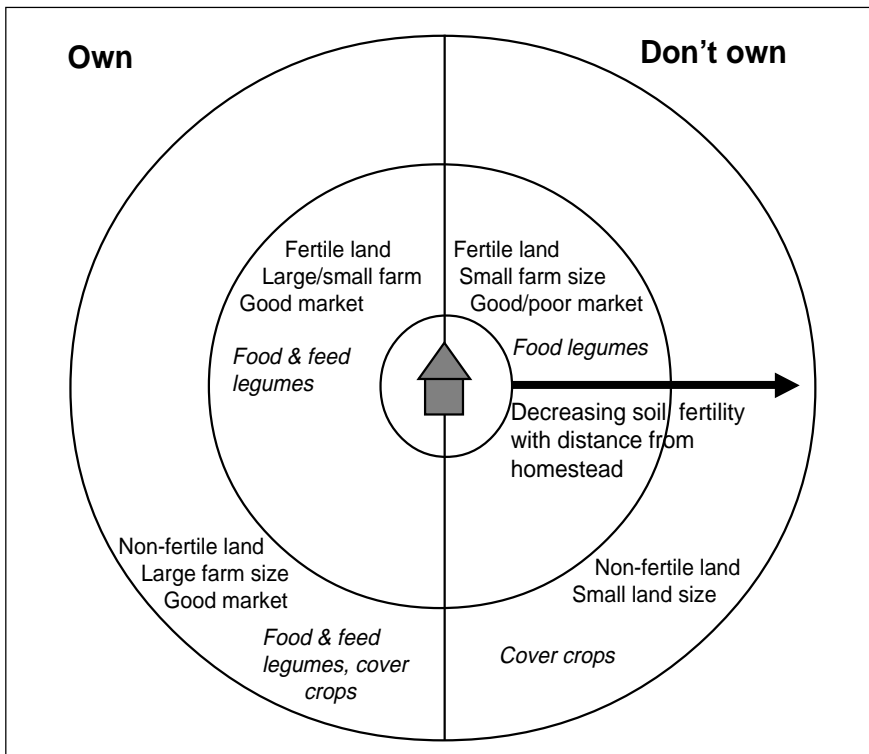 Own
Don't own
Fertile land
Large/small farm
Good market
Food & feed
legumes
Fertile land
Small farm size
Good/poor market
Food legumes
Decreasing soil fertility
with distance from
homestead
Non-fertile land
Large farm size
Good market
Food & feed
legumes, cover
crops
Non-fertile land
Small land size
Cover crops